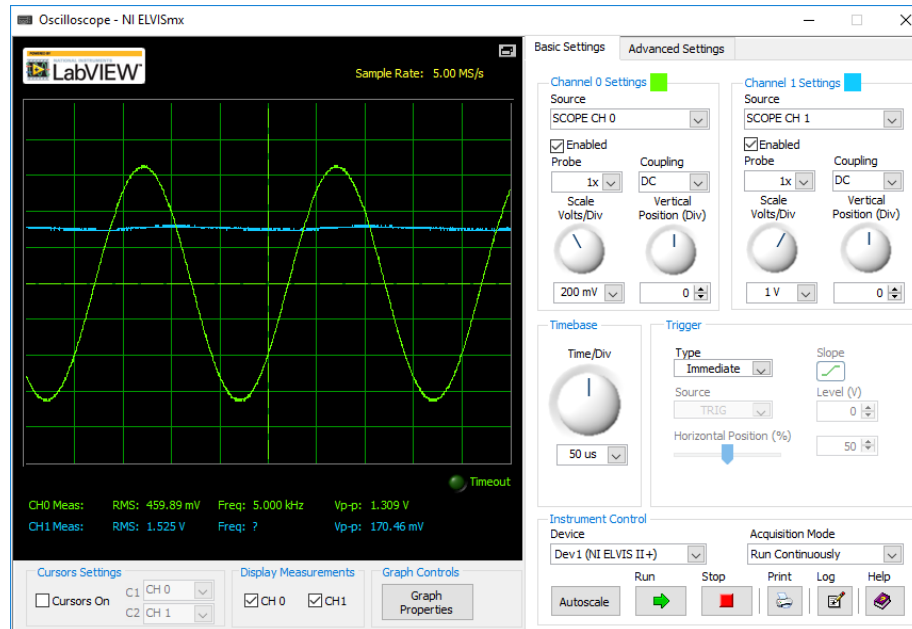 Oscilloscope - NI ELVISmx
POWERED BY
NATIONAL INSTRUMENTS
LabVIEW
Sample Rate: 5.00 MS/s
Timeout
CH0 Meas: RMS: 459.89 mV Freq: 5.000 kHz Vp-p: 1.309 V
CH1 Meas: RMS: 1.525 V Freq: ? Vp-p: 170.46 mV
Cursors Settings
Cursors On
C1 CH 0
C2 CH 1
Display Measurements
CH 0 CH1
Graph Controls
Graph
Properties
Basic Settings Advanced Settings
Channel 0 Settings
Source
SCOPE CH 0
Enabled
Probe Coupling
1x DC
Scale Vertical
Volts/Div Position (Div)
200 mV 0
Channel 1 Settings
Source
SCOPE CH 1
Enabled
Probe Coupling
1x DC
Scale Vertical
Volts/Div Position (Div)
1 V 0
Timebase
Time/Div
50 us
Trigger
Type Slope
Immediate
Source Level (V)
TRIG 0
Horizontal Position (%)
50
Instrument Control
Device Acquisition Mode
Dev1 (NI ELVIS II+) Run Continuously
Run Stop Print Log Help
Autoscale